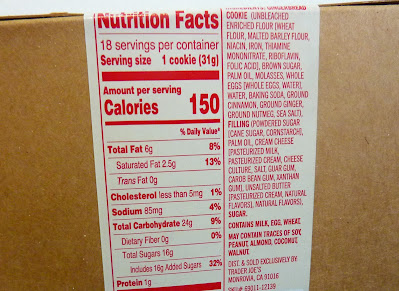 Nutrition Facts
18 servings per container
Serving size 1 cookie (31g)
Amount per serving
Calories 150
% Daily Value*
Total Fat 6g 8%
Saturated Fat 2.5g 13%
Trans Fat 0g
Cholesterol less than 5mg 1%
Sodium 85mg 4%
Total Carbohydrate 24g 9%
Dietary Fiber 0g 0%
Total Sugars 16g
Includes 16g Added Sugars 32%
Protein 1g
INGREDIENTS: GINGERBREAD
COOKIE (UNBLEACHED
ENRICHED FLOUR [WHEAT
FLOUR, MALTED BARLEY FLOUR,
NIACIN, IRON, THIAMINE
MONONITRATE, RIBOFLAVIN,
FOLIC ACID], BROWN SUGAR,
PALM OIL, MOLASSES, WHOLE
EGGS [WHOLE EGGS, WATER],
WATER, BAKING SODA, GROUND
CINNAMON, GROUND GINGER,
GROUND NUTMEG, SEA SALT),
FILLING (POWDERED SUGAR
[CANE SUGAR, CORNSTARCH],
PALM OIL, CREAM CHEESE
[PASTEURIZED MILK,
PASTEURIZED CREAM, CHEESE
CULTURE, SALT, GUAR GUM,
CAROB BEAN GUM, XANTHAN
GUM], UNSALTED BUTTER
[PASTEURIZED CREAM, NATURAL
FLAVORS], NATURAL FLAVORS),
SUGAR.
CONTAINS MILK, EGG, WHEAT.
MAY CONTAIN TRACES OF SOY,
PEANUT, ALMOND, COCONUT,
WALNUT.
DIST. & SOLD EXCLUSIVELY BY
TRADER JOE'S
MONROVIA, CA 91016
SKU# 69011-12139